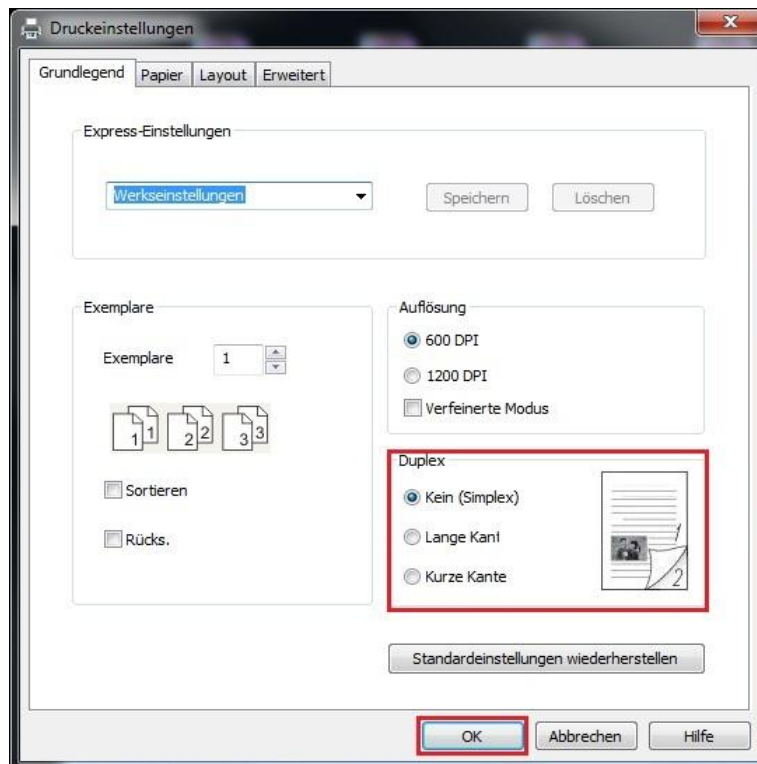 Druckeinstellungen
Grundlegend Papier Layout Erweitert
Express-Einstellungen
Werkseinstellungen Speichern Löschen
Exemplare
Exemplare 1
1 1 2 2 3 3
Sortieren
Rücks.
Auflösung
600 DPI
1200 DPI
Verfeinerte Modus
Duplex
Kein (Simplex)
Lange Kant
Kurze Kante
1
2
Standardeinstellungen wiederherstellen
OK Abbrechen Hilfe